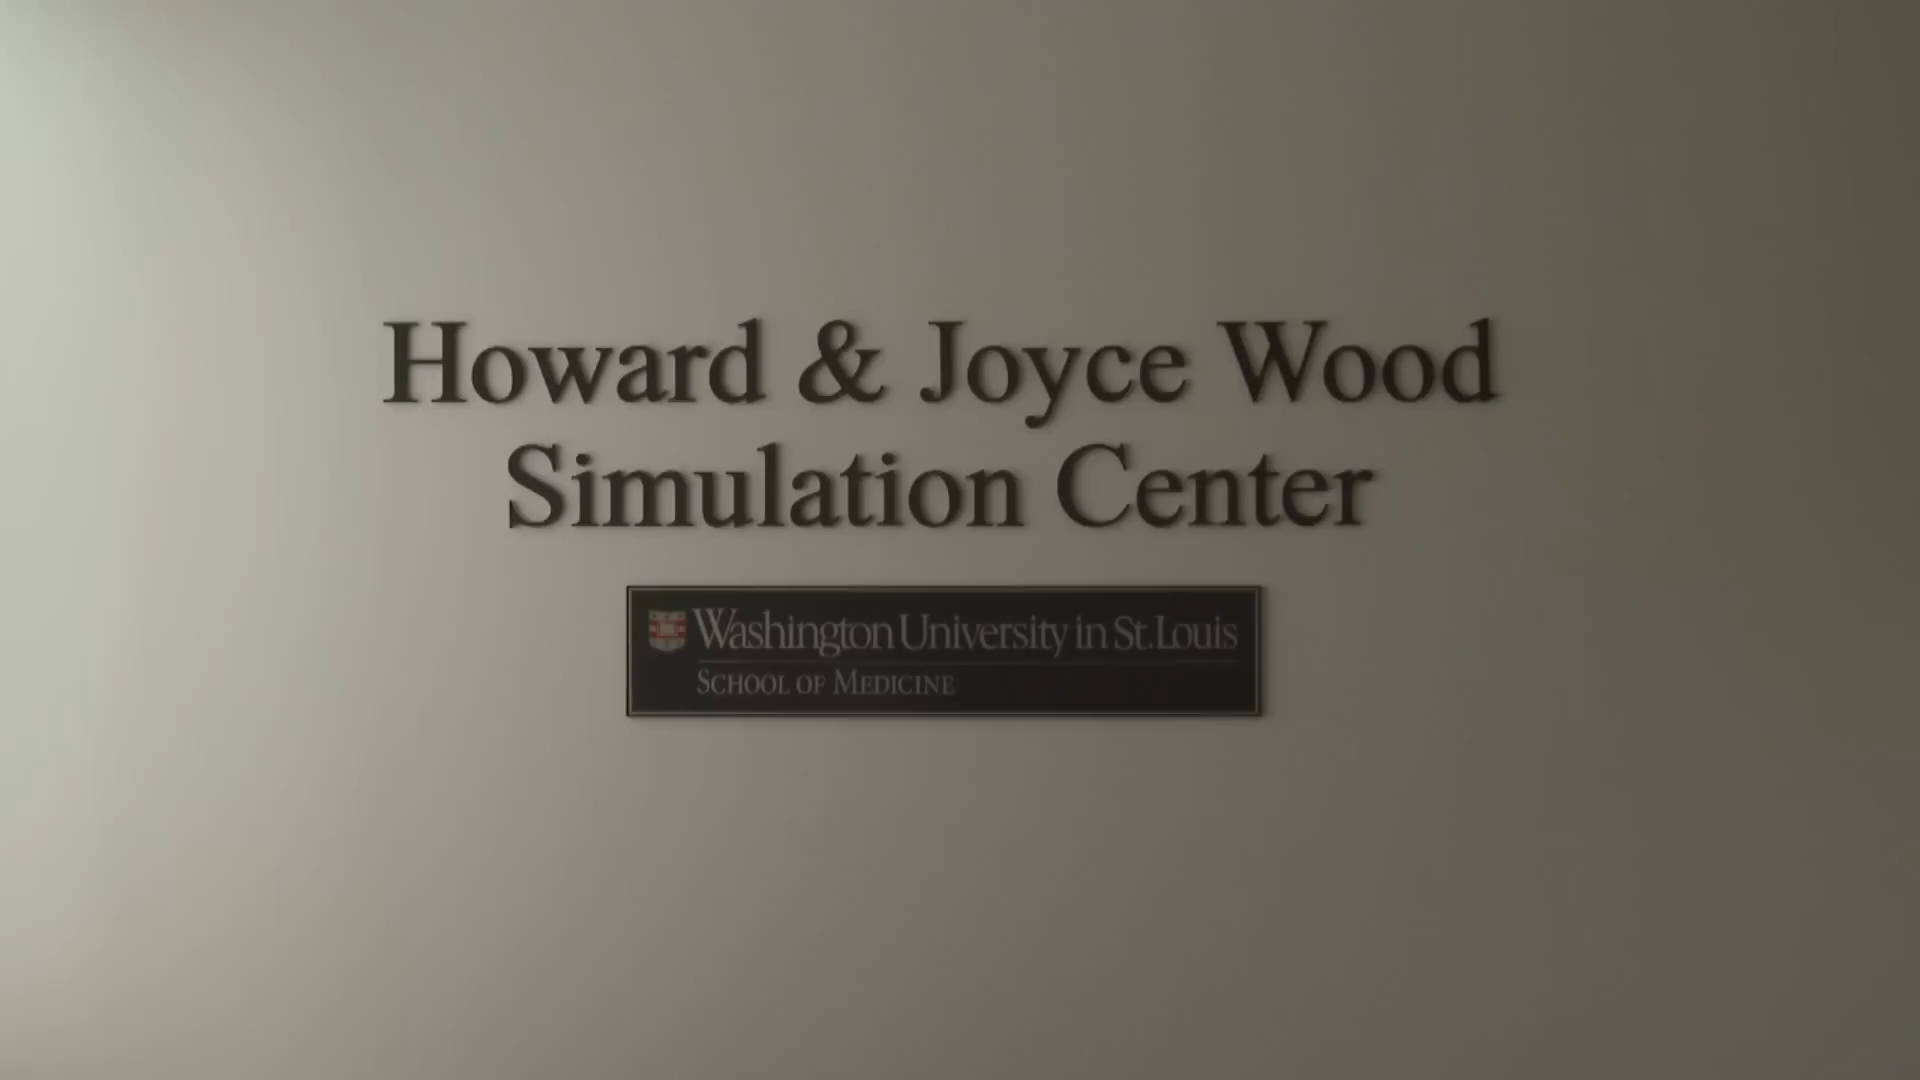 Howard & Joyce Wood
Simulation Center
Washington University in St. Louis
SCHOOL OF MEDICINE